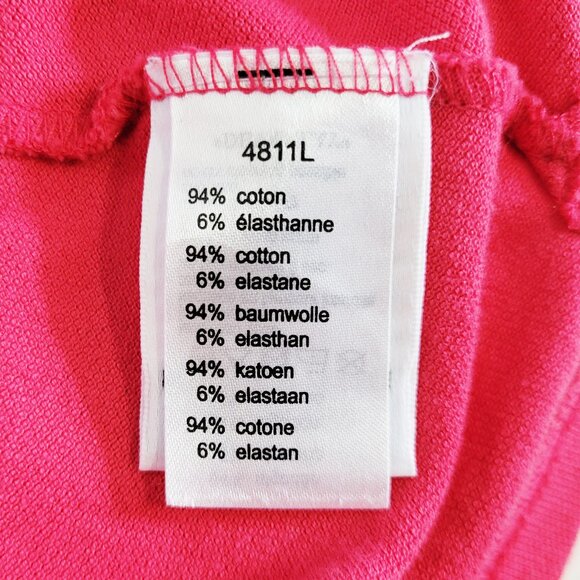 4811L
94% coton
6% élasthanne
94% cotton
6% elastane
94% baumwolle
6% elasthan
94% katoen
6% elastaan
94% cotone
6% elastan